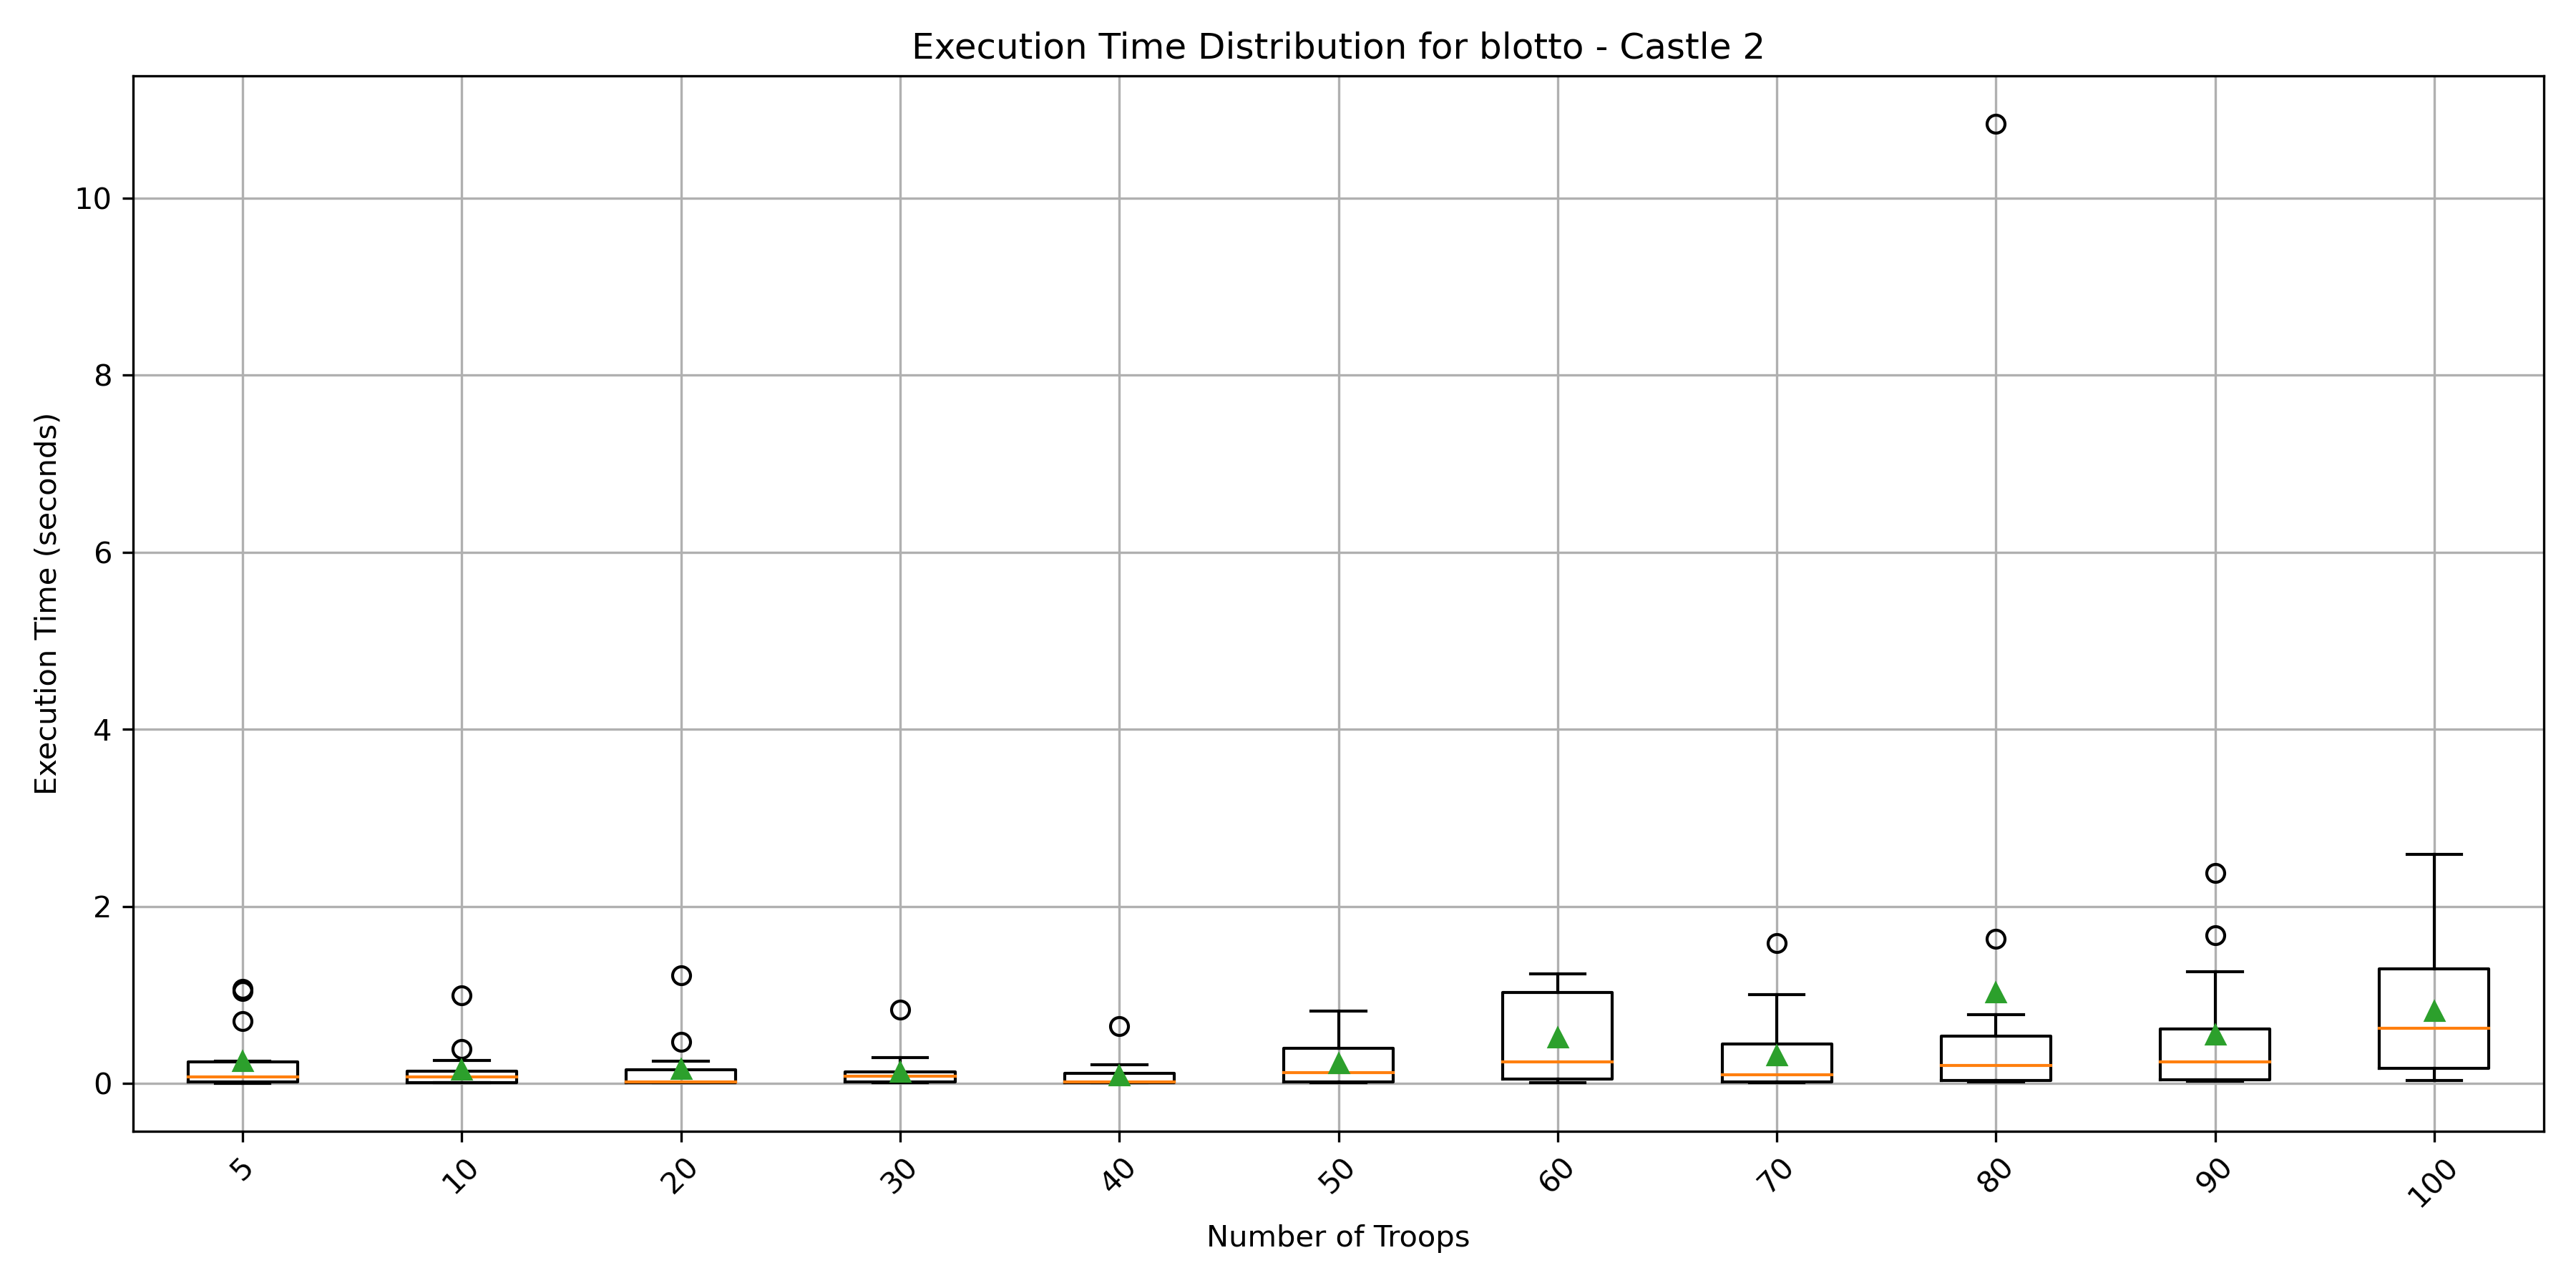 Execution Time Distribution for blotto - Castle 2
Execution Time (seconds)
10
8
6
4
2
0
5 10 20 30 40 50 60 70 80 90 100
Number of Troops